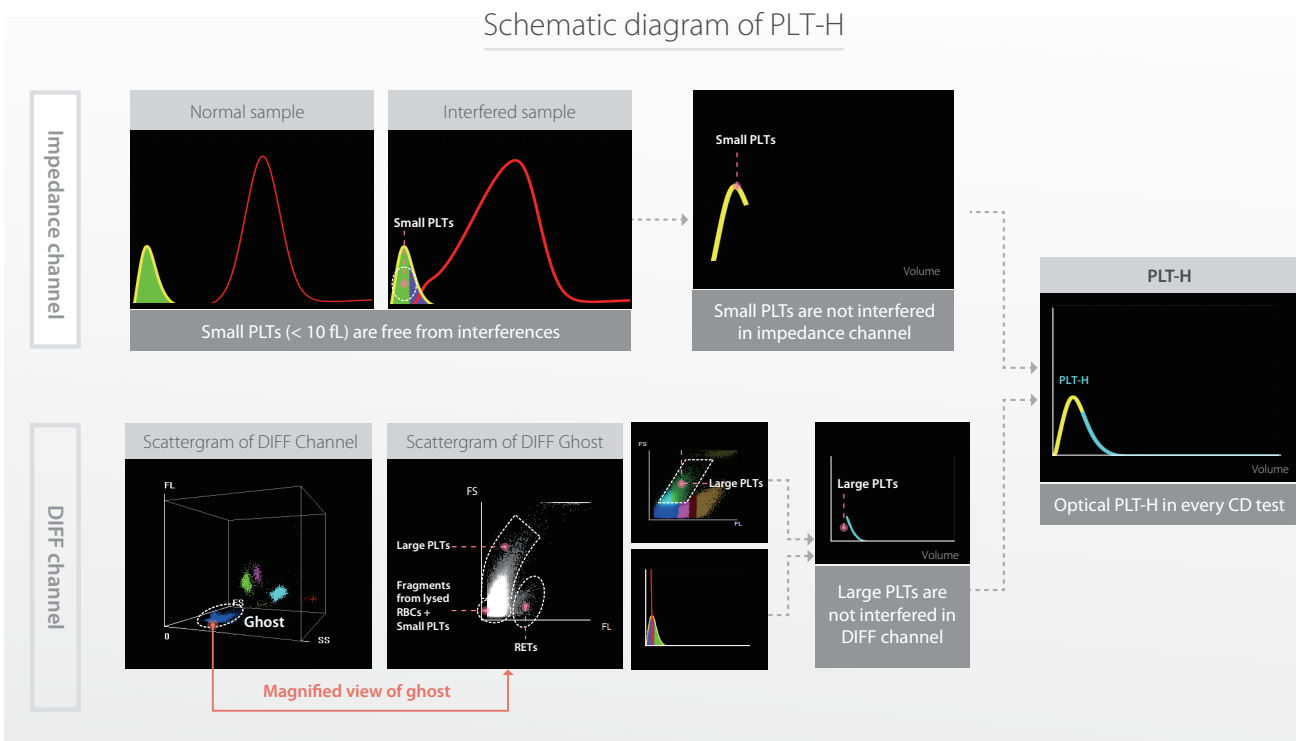 Schematic diagram of PLT-H
Impedance channel
Normal sample
Interfered sample
Small PLTs
Small PLTs (< 10 fL) are free from interferences
Small PLTs
Volume
Small PLTs are not interfered
in impedance channel
PLT-H
PLT-H
Volume
Optical PLT-H in every CD test
DIFF channel
Scattergram of DIFF Channel
FL
FS
Ghost
0
SS
Scattergram of DIFF Ghost
FS
Large PLTs
Fragments
from lysed
RBCs +
Small PLTs
RETs
FL
Magnified view of ghost
FS
Large PLTs
FL
Large PLTs
Volume
Large PLTs are
not interfered in
DIFF channel